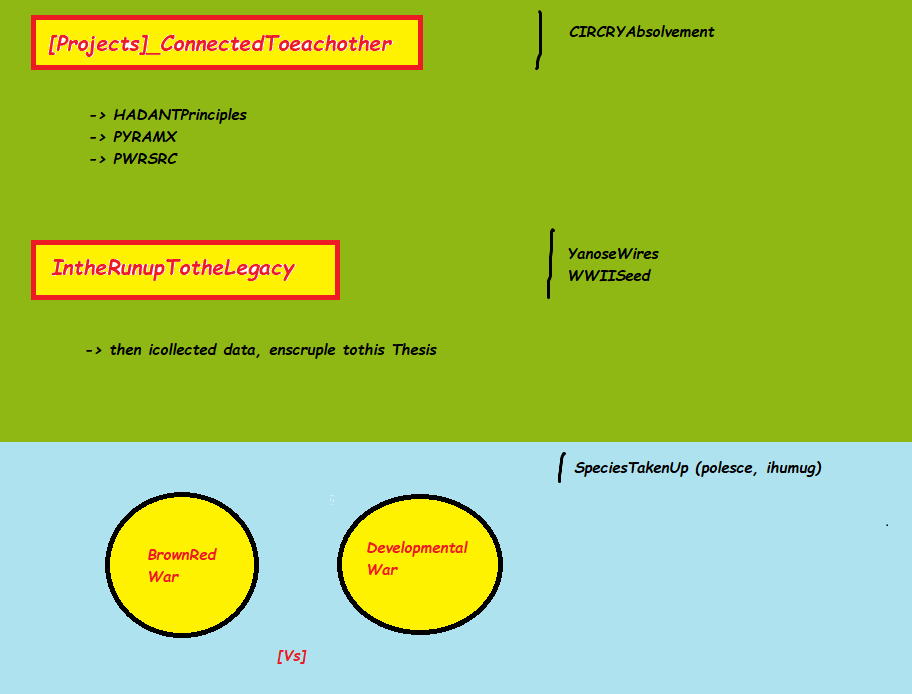 [Projects]_ConnectedToeachother
CIRCRYAbsolvement
-> HADANTPrinciples
-> PYRAMX
-> PWRSRC
IntheRunupTotheLegacy
YanoseWires
WWIISeed
-> then icollected data, enscruple tothis Thesis
SpeciesTakenUp (polesce, ihumug)
BrownRed
War
Developmental
War
[Vs]